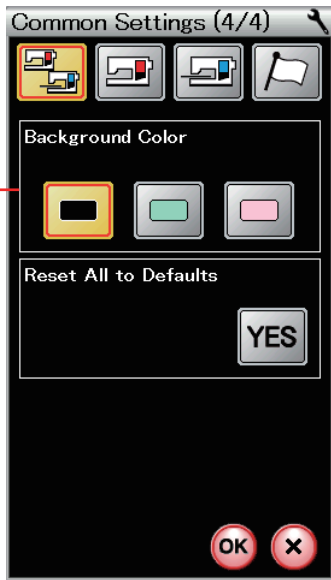 Common Settings (4/4)
Background Color
Reset All to Defaults
YES
OK